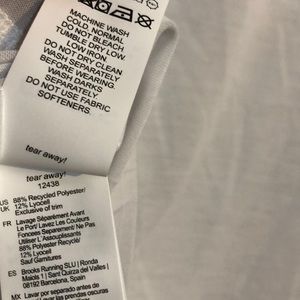 MACHINE WASH
COLD, NORMAL
DO NOT BLEACH
TUMBLE DRY LOW
LOW IRON
DO NOT DRY CLEAN
WASH SEPARATELY
BEFORE WEARING.
WASH DARKS
SEPARATELY
DO NOT USE FABRIC
SOFTENERS.
tear away!
tear away!
12438
US 88% Recycled Polyester/
UK 12% Lyocell
Exclusive of trim
FR Lavage Séparément Avant
Le Port/ Lavez Les Couleurs
Foncées Séparement/ Ne Pas
Utiliser L'Assouplissants
88% Polyester Recyclé/
12% Lyocell
Sauf Garnitures
ES Brooks Running SLU | Ronda
Maiols 1 | Sant Quirze del Valles |
08192 Barcelona, Spain
MX Lavar por separado antes de